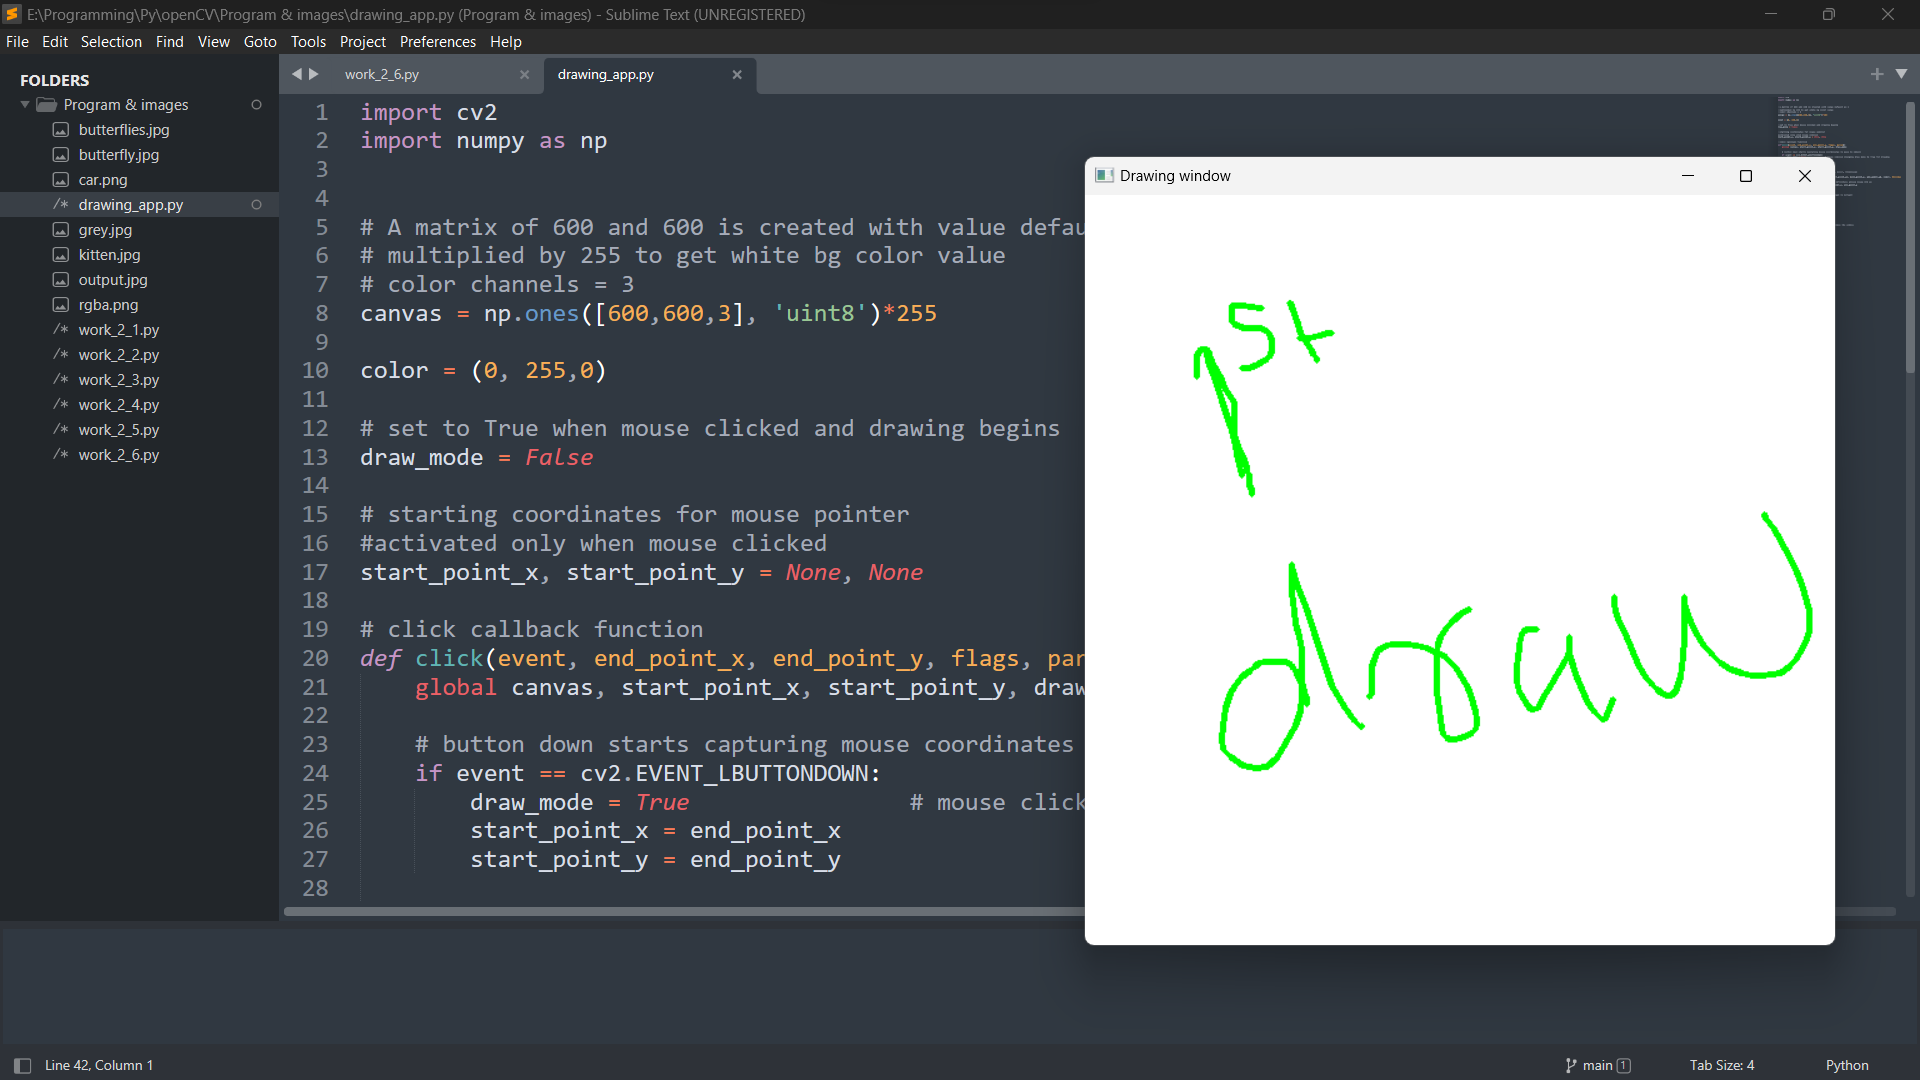 E:\Programming\Py\openCV\Program & images\drawing_app.py (Program & images) - Sublime Text (UNREGISTERED)
File Edit Selection Find View Goto Tools Project Preferences Help
FOLDERS
Program & images
butterflies.jpg
butterfly.jpg
car.png
drawing_app.py
grey.jpg
kitten.jpg
output.jpg
rgba.png
work_2_1.py
work_2_2.py
work_2_3.py
work_2_4.py
work_2_5.py
work_2_6.py
work_2_6.py
drawing_app.py
1 import cv2
2 import numpy as np
3
4
5 # A matrix of 600 and 600 is created with value defau
6 # multiplied by 255 to get white bg color value
7 # color channels = 3
8 canvas = np.ones([600,600,3], 'uint8')*255
9
10 color = (0, 255,0)
11
12 # set to True when mouse clicked and drawing begins
13 draw_mode = False
14
15 # starting coordinates for mouse pointer
16 #activated only when mouse clicked
17 start_point_x, start_point_y = None, None
18
19 # click callback function
20 def click(event, end_point_x, end_point_y, flags, par
21 global canvas, start_point_x, start_point_y, draw
22
23 # button down starts capturing mouse coordinates
24 if event == cv2.EVENT_LBUTTONDOWN:
25 draw_mode = True # mouse click
26 start_point_x = end_point_x
27 start_point_y = end_point_y
28
Drawing window
1st
draw
Line 42, Column 1
main 1
Tab Size: 4
Python